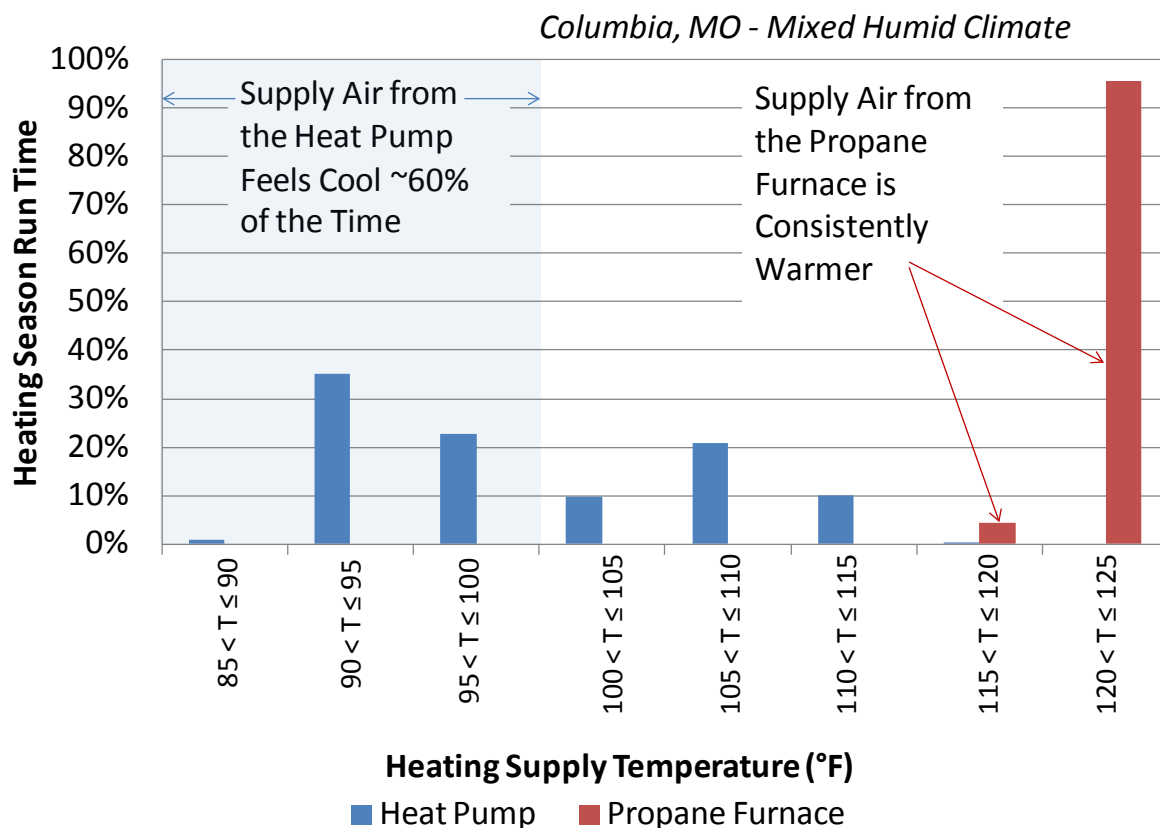 Columbia, MO - Mixed Humid Climate
100%
90%
80%
70%
60%
50%
40%
30%
20%
10%
0%
Heating Season Run Time
Supply Air from
the Heat Pump
Feels Cool ~60%
of the Time
Supply Air from
the Propane
Furnace is
Consistently
Warmer
85 < T ≤ 90
90 < T ≤ 95
95 < T ≤ 100
100 < T ≤ 105
105 < T ≤ 110
110 < T ≤ 115
115 < T ≤ 120
120 < T ≤ 125
Heating Supply Temperature (°F)
Heat Pump
Propane Furnace